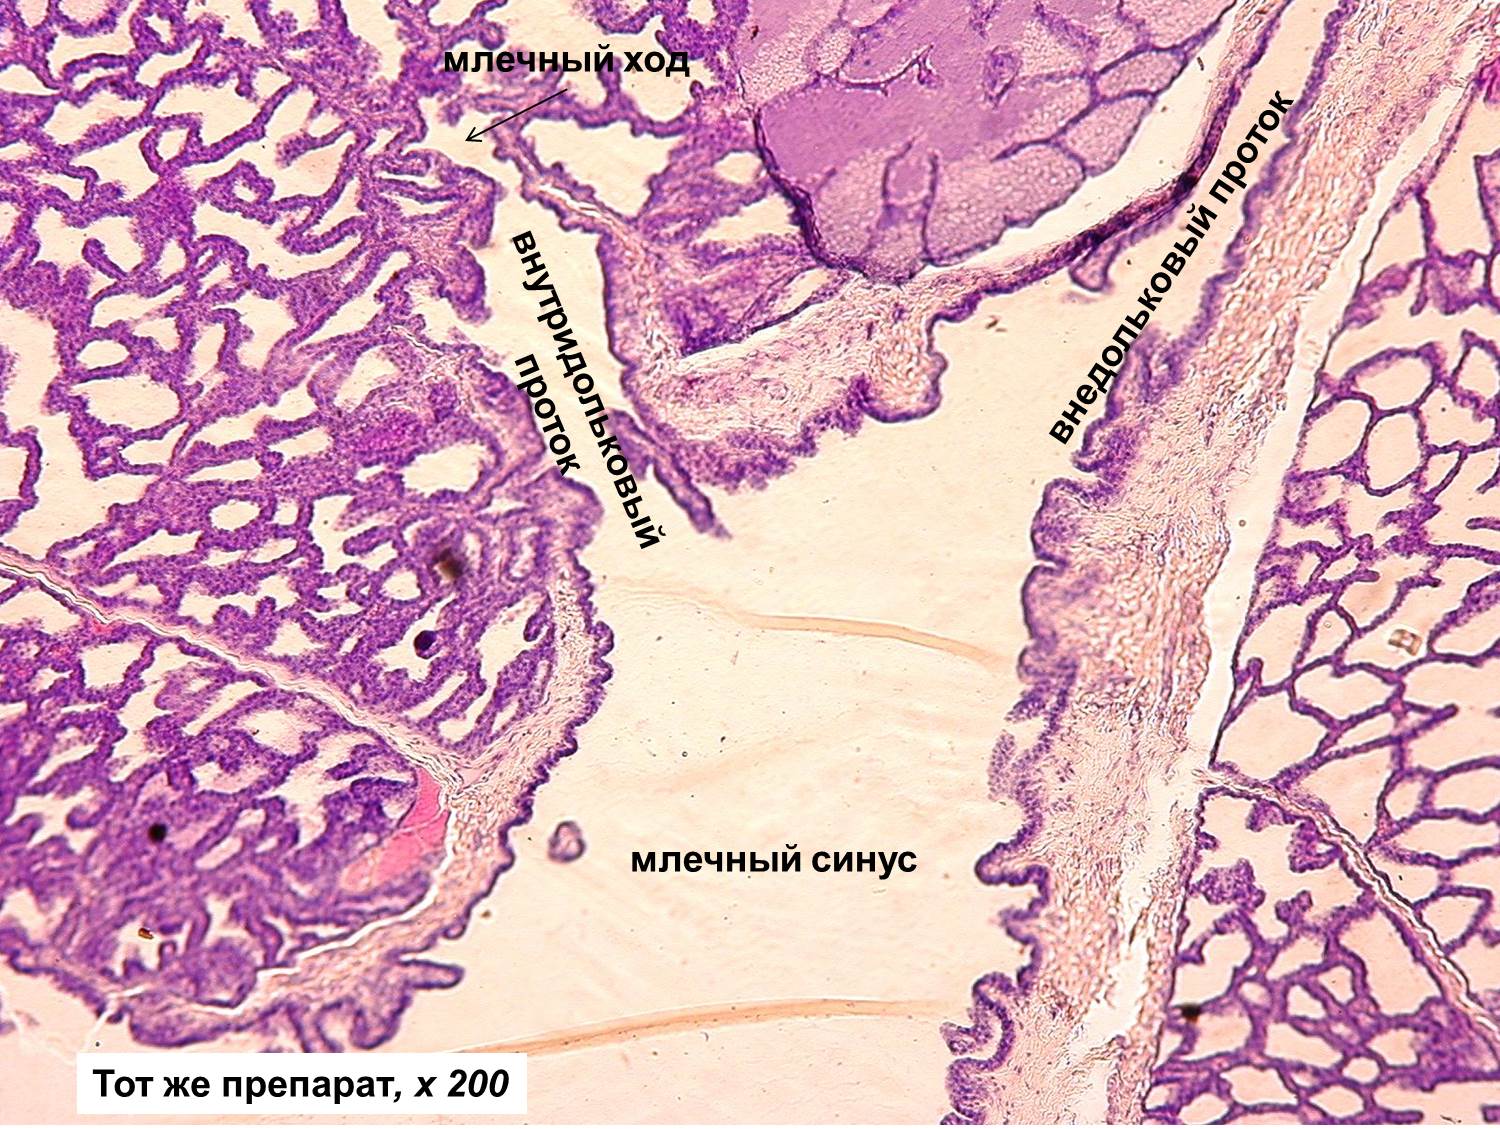 млечный ход
внутридольковый
проток
внедольковый проток
млечный синус
Тот же препарат, х 200